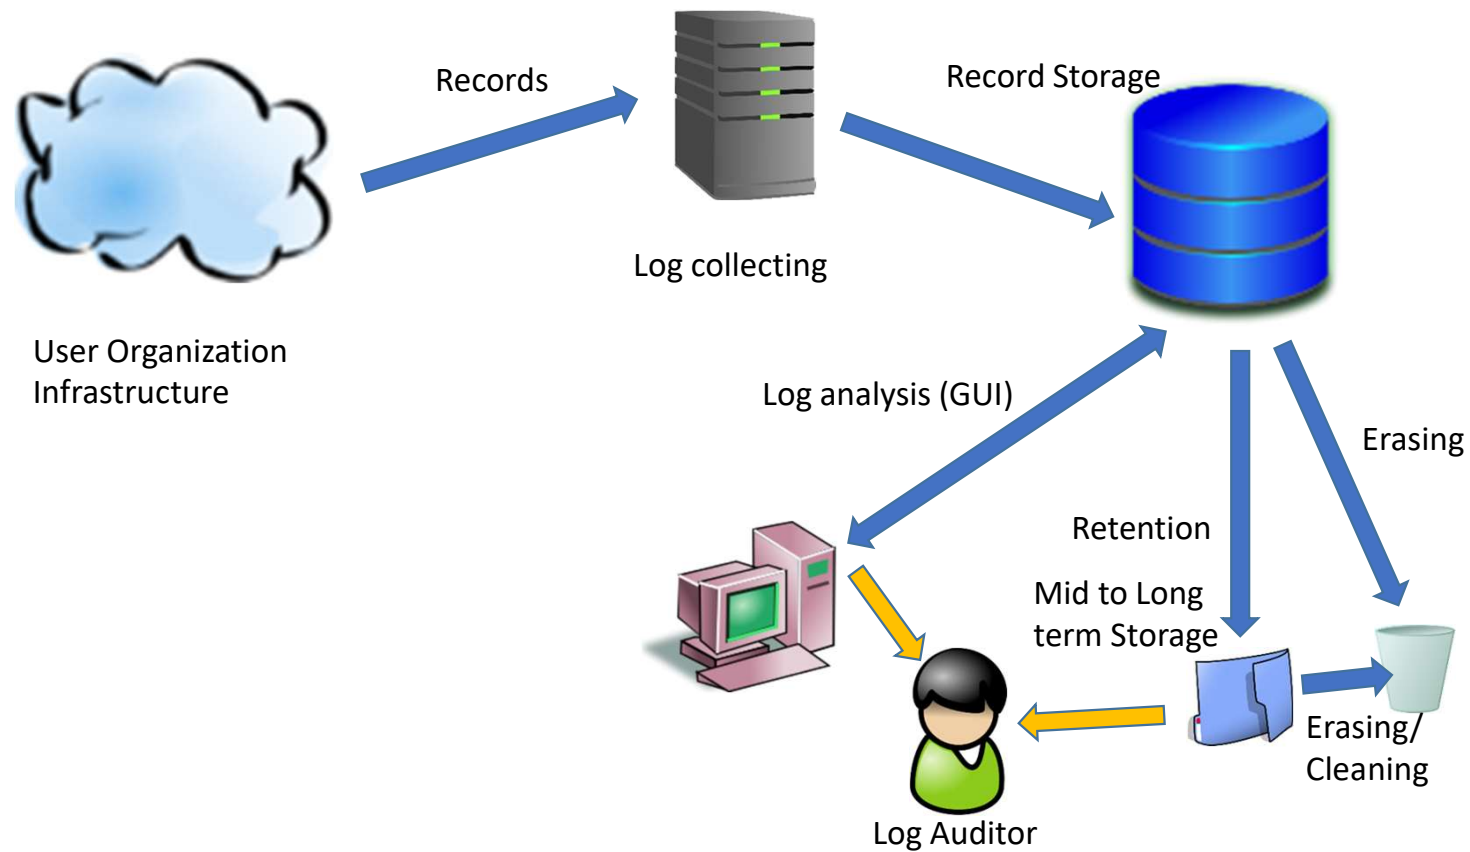 Records
Record Storage
Log collecting
User Organization
Infrastructure
Log analysis (GUI)
Erasing
Retention
Mid to Long
term Storage
Erasing/
Cleaning
Log Auditor